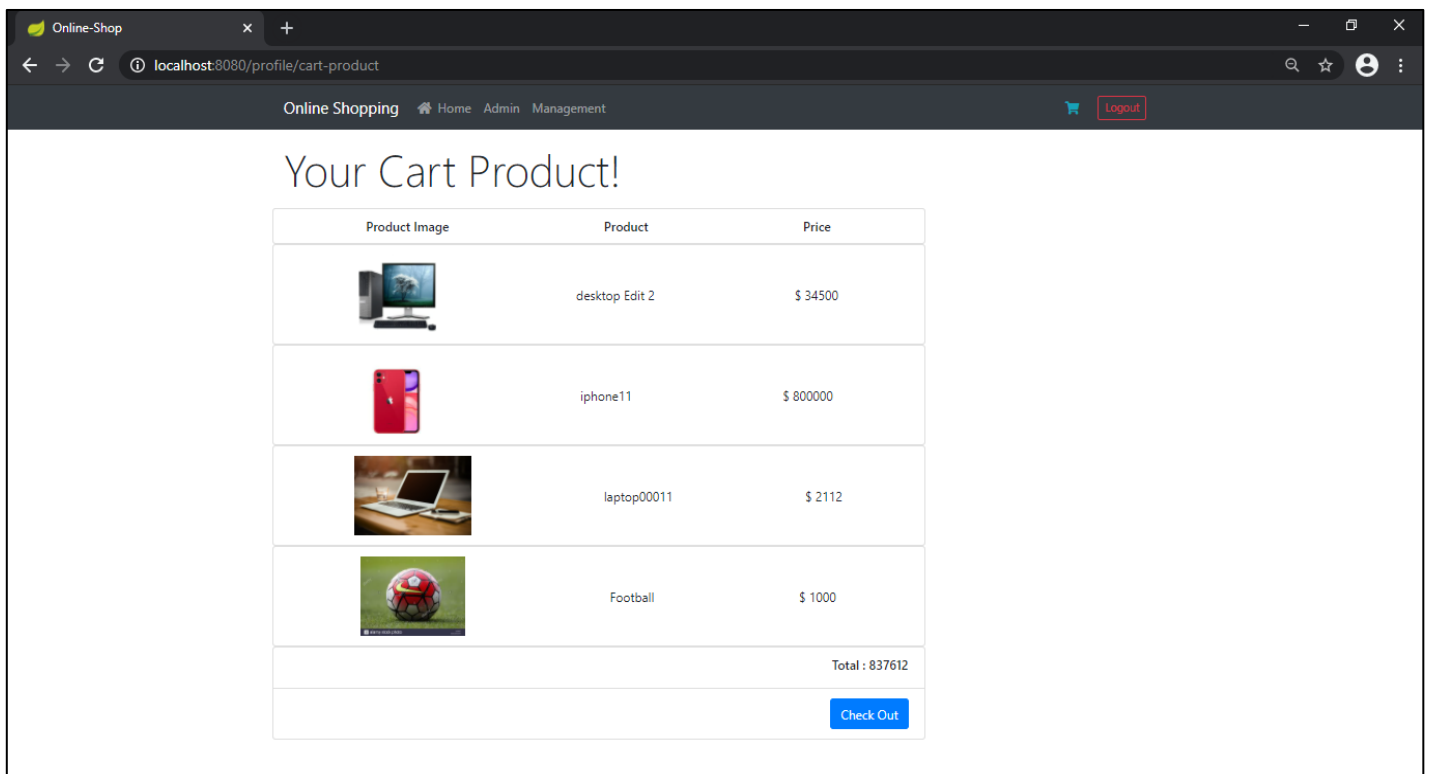 Online-Shop
localhost:8080/profile/cart-product
Online Shopping Home Admin Management Logout
Your Cart Product!
Product Image Product Price
desktop Edit 2 $ 34500
iphone11 $ 800000
laptop00011 $ 2112
Football $ 1000
Total : 837612
Check Out